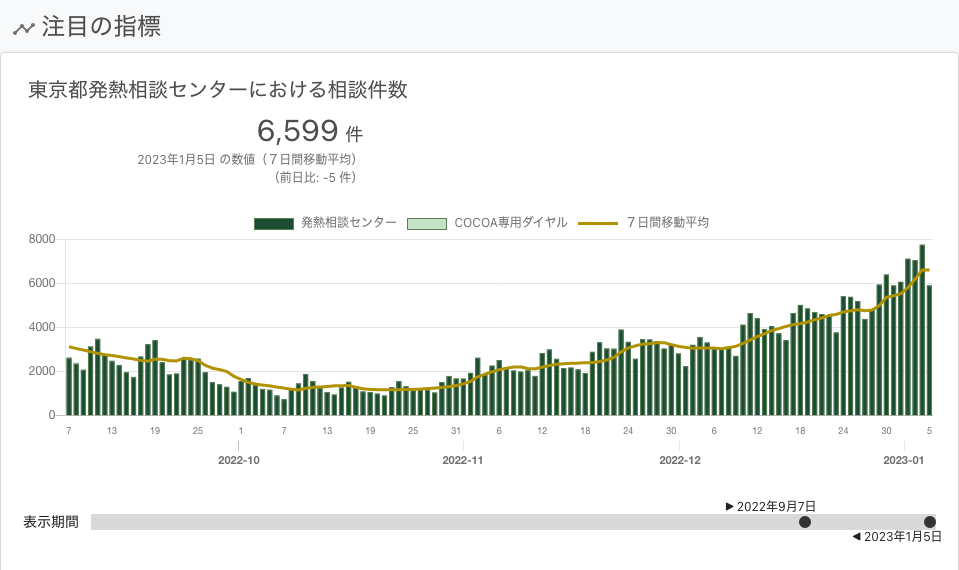 注目の指標
東京都発熱相談センターにおける相談件数
6,599 件
2023年1月5日 の数値（７日間移動平均）
（前日比: -5 件）
発熱相談センター COCOA専用ダイヤル ７日間移動平均
8000
6000
4000
2000
0
7 13 19 25 1 7 13 19 25 31 6 12 18 24 30 6 12 18 24 30 5
2022-10 2022-11 2022-12 2023-01
▶ 2022年9月7日
表示期間
◀ 2023年1月5日